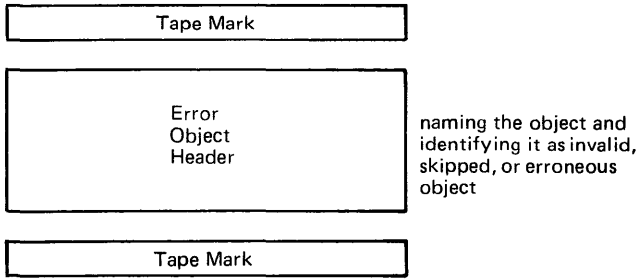 Tape Mark
Error
Object
Header
naming the object and
identifying it as invalid,
skipped, or erroneous
object
Tape Mark